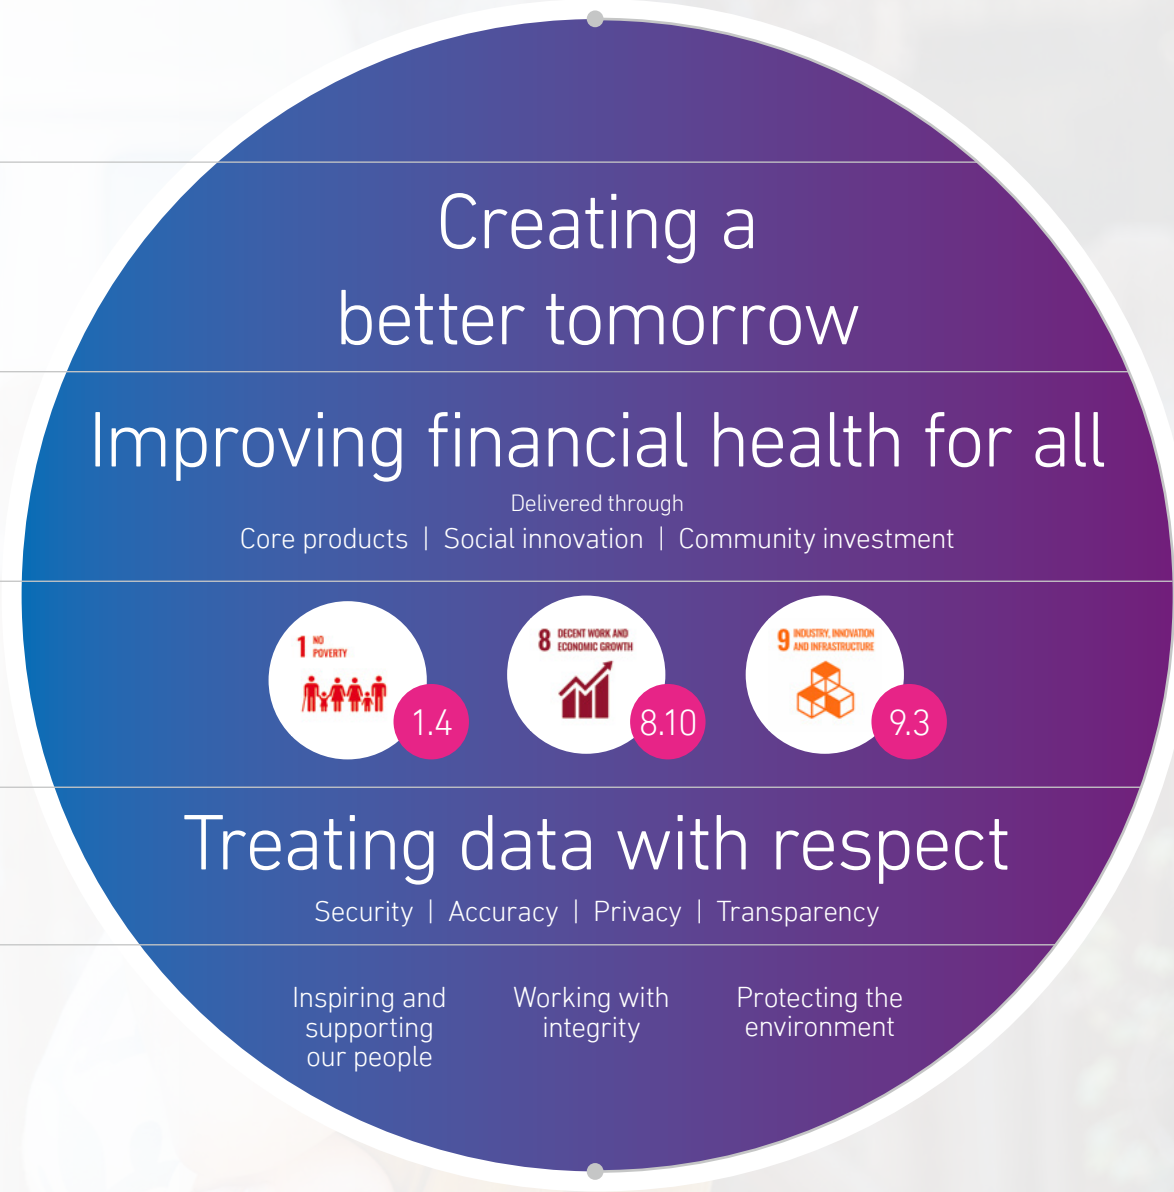 Creating a
better tomorrow
Improving financial health for all
Delivered through
Core products | Social innovation | Community investment
1 NO
POVERTY
1.4
8 DECENT WORK AND
ECONOMIC GROWTH
8.10
9 INDUSTRY, INNOVATION
AND INFRASTRUCTURE
9.3
Treating data with respect
Security | Accuracy | Privacy | Transparency
Inspiring and
supporting
our people
Working with
integrity
Protecting the
environment